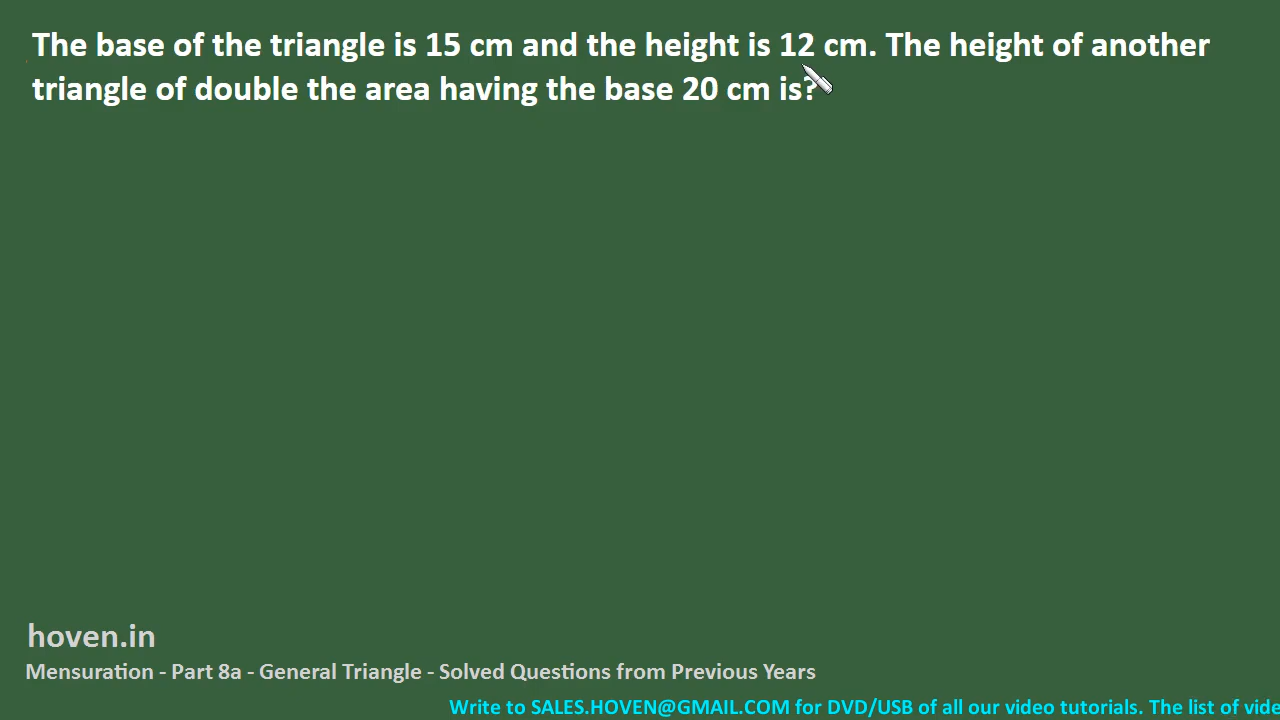 The base of the triangle is 15 cm and the height is 12 cm. The height of another
triangle of double the area having the base 20 cm is?
hoven.in
Mensuration - Part 8a - General Triangle - Solved Questions from Previous Years
Write to SALES.HOVEN@GMAIL.COM for DVD/USB of all our video tutorials. The list of vide